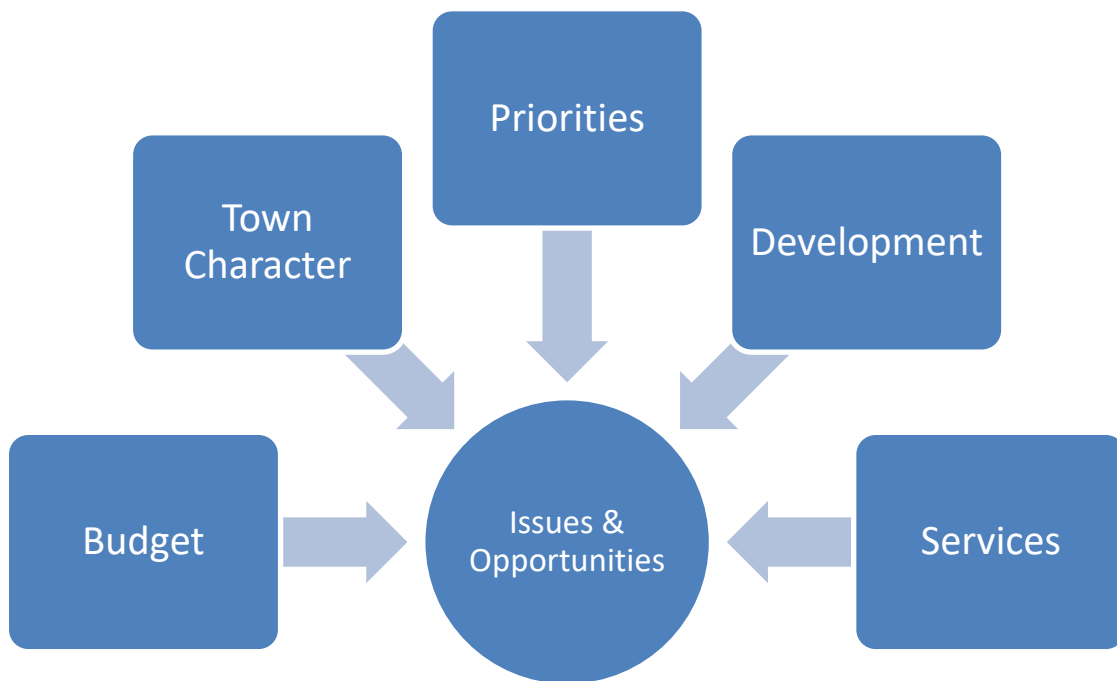 Priorities
Town
Character
Development
Budget
Issues &
Opportunities
Services